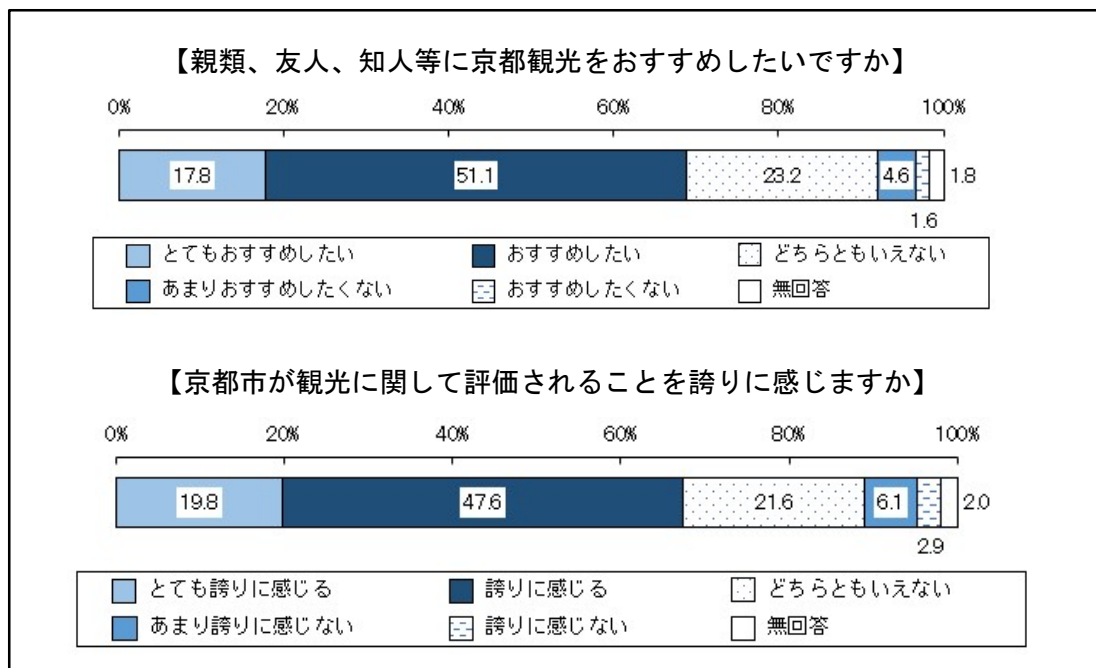 【親類、友人、知人等に京都観光をおすすめしたいですか】
0% 20% 40% 60% 80% 100%
17.8 51.1 23.2 4.6 1.8
1.6
とてもおすすめしたい おすすめしたい どちらともいえない
あまりおすすめしたくない おすすめしたくない 無回答
【京都市が観光に関して評価されることを誇りに感じますか】
0% 20% 40% 60% 80% 100%
19.8 47.6 21.6 6.1 2.0
2.9
とても誇りに感じる 誇りに感じる どちらともいえない
あまり誇りに感じない 誇りに感じない 無回答